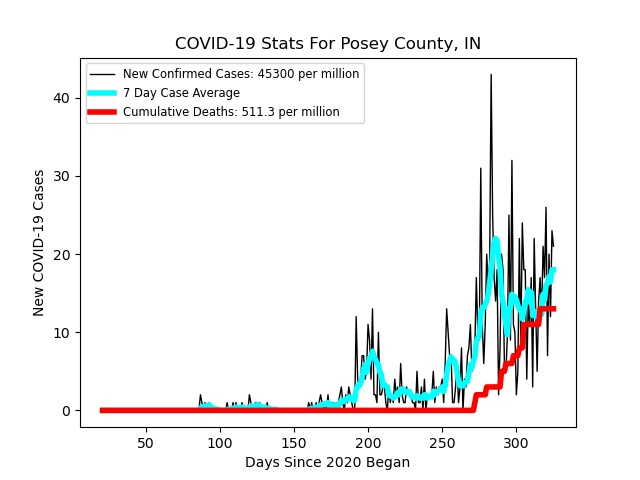 COVID-19 Stats For Posey County, IN
New Confirmed Cases: 45300 per million
7 Day Case Average
Cumulative Deaths: 511.3 per million
New COVID-19 Cases
40
30
20
10
0
50 100 150 200 250 300
Days Since 2020 Began